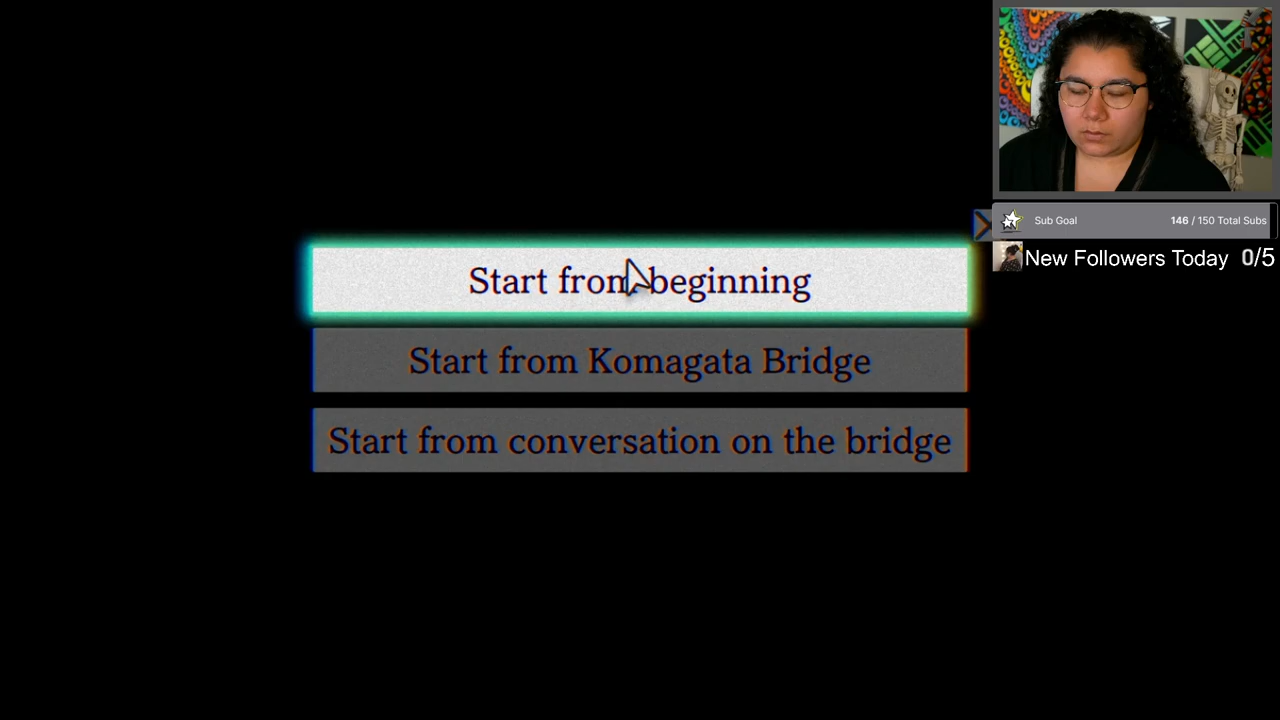 Start from beginning
Start from Komagata Bridge
Start from conversation on the bridge
Sub Goal 146 / 150 Total Subs
New Followers Today 0/5